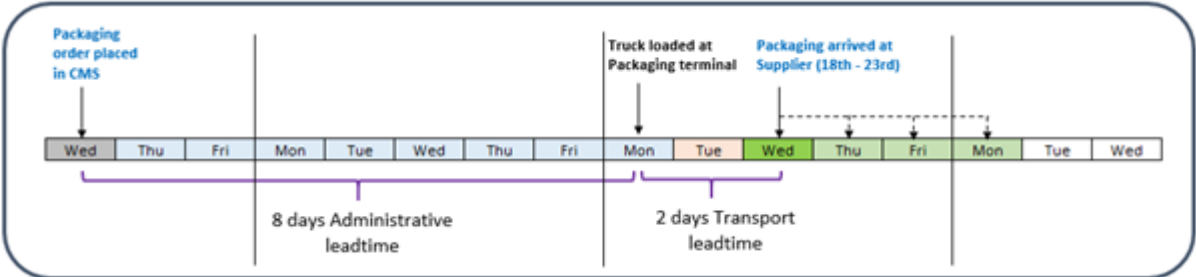 Packaging
order placed
in CMS
Truck loaded at
Packaging terminal
Packaging arrived at
Supplier (18th - 23rd)
Wed Thu Fri Mon Tue Wed Thu Fri Mon Tue Wed Thu Fri Mon Tue Wed
8 days Administrative
leadtime
2 days Transport
leadtime